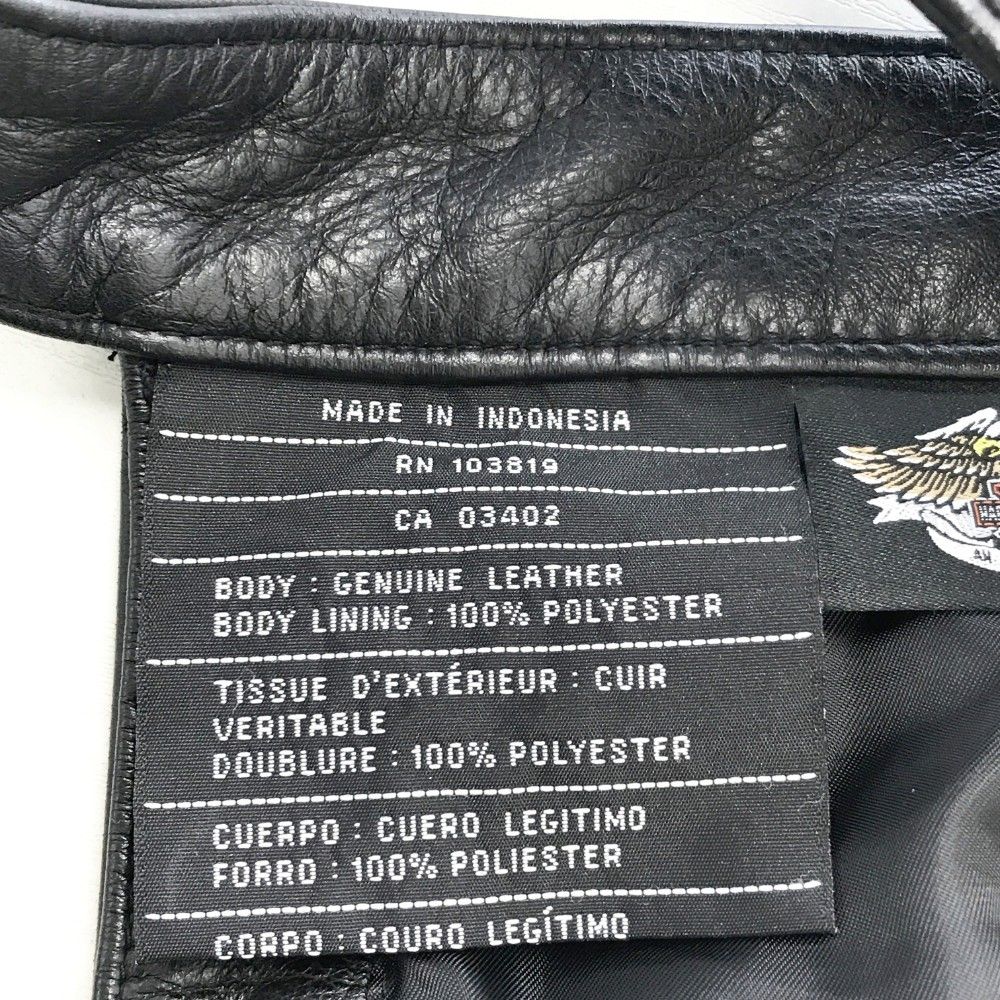 MADE IN INDONESIA
RN 103819
CA 03402
BODY : GENUINE LEATHER
BODY LINING : 100% POLYESTER
TISSUE D'EXTÉRIEUR : CUIR
VERITABLE
DOUBLURE : 100% POLYESTER
CUERPO : CUERO LEGITIMO
FORRO : 100% POLIESTER
CORPO : COURO LEGÍTIMO